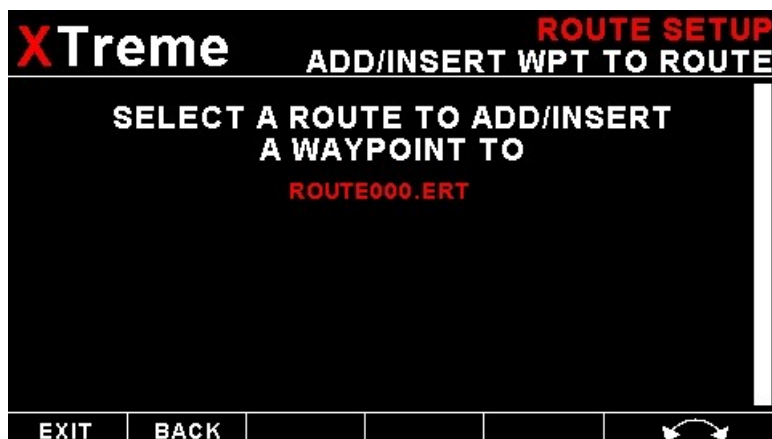 XTreme
ROUTE SETUP
ADD/INSERT WPT TO ROUTE
SELECT A ROUTE TO ADD/INSERT
A WAYPOINT TO
ROUTE000.ERT
EXIT BACK